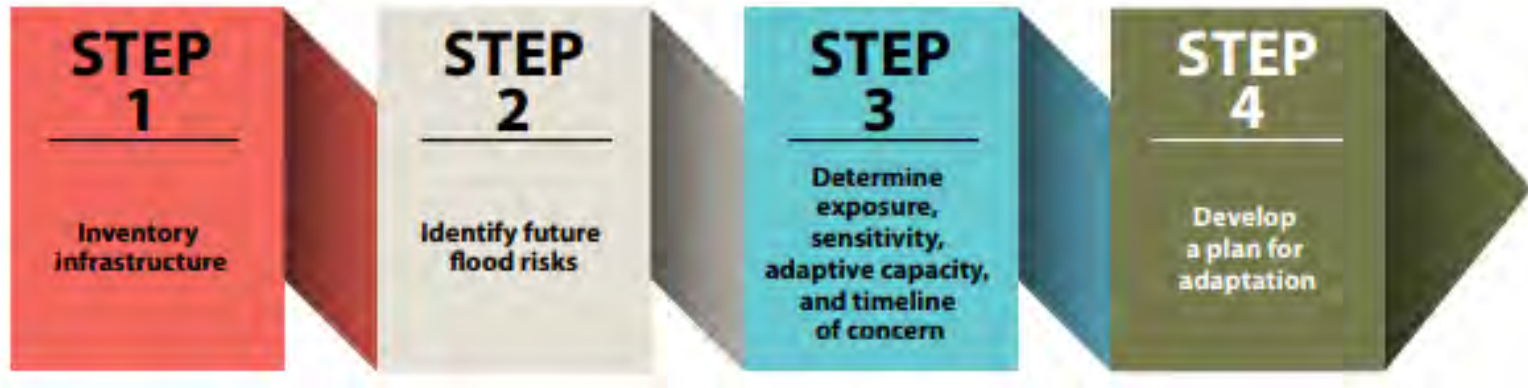 STEP
1
Inventory
infrastructure
STEP
2
Identify future
flood risks
STEP
3
Determine
exposure,
sensitivity,
adaptive capacity,
and timeline
of concern
STEP
4
Develop
a plan for
adaptation